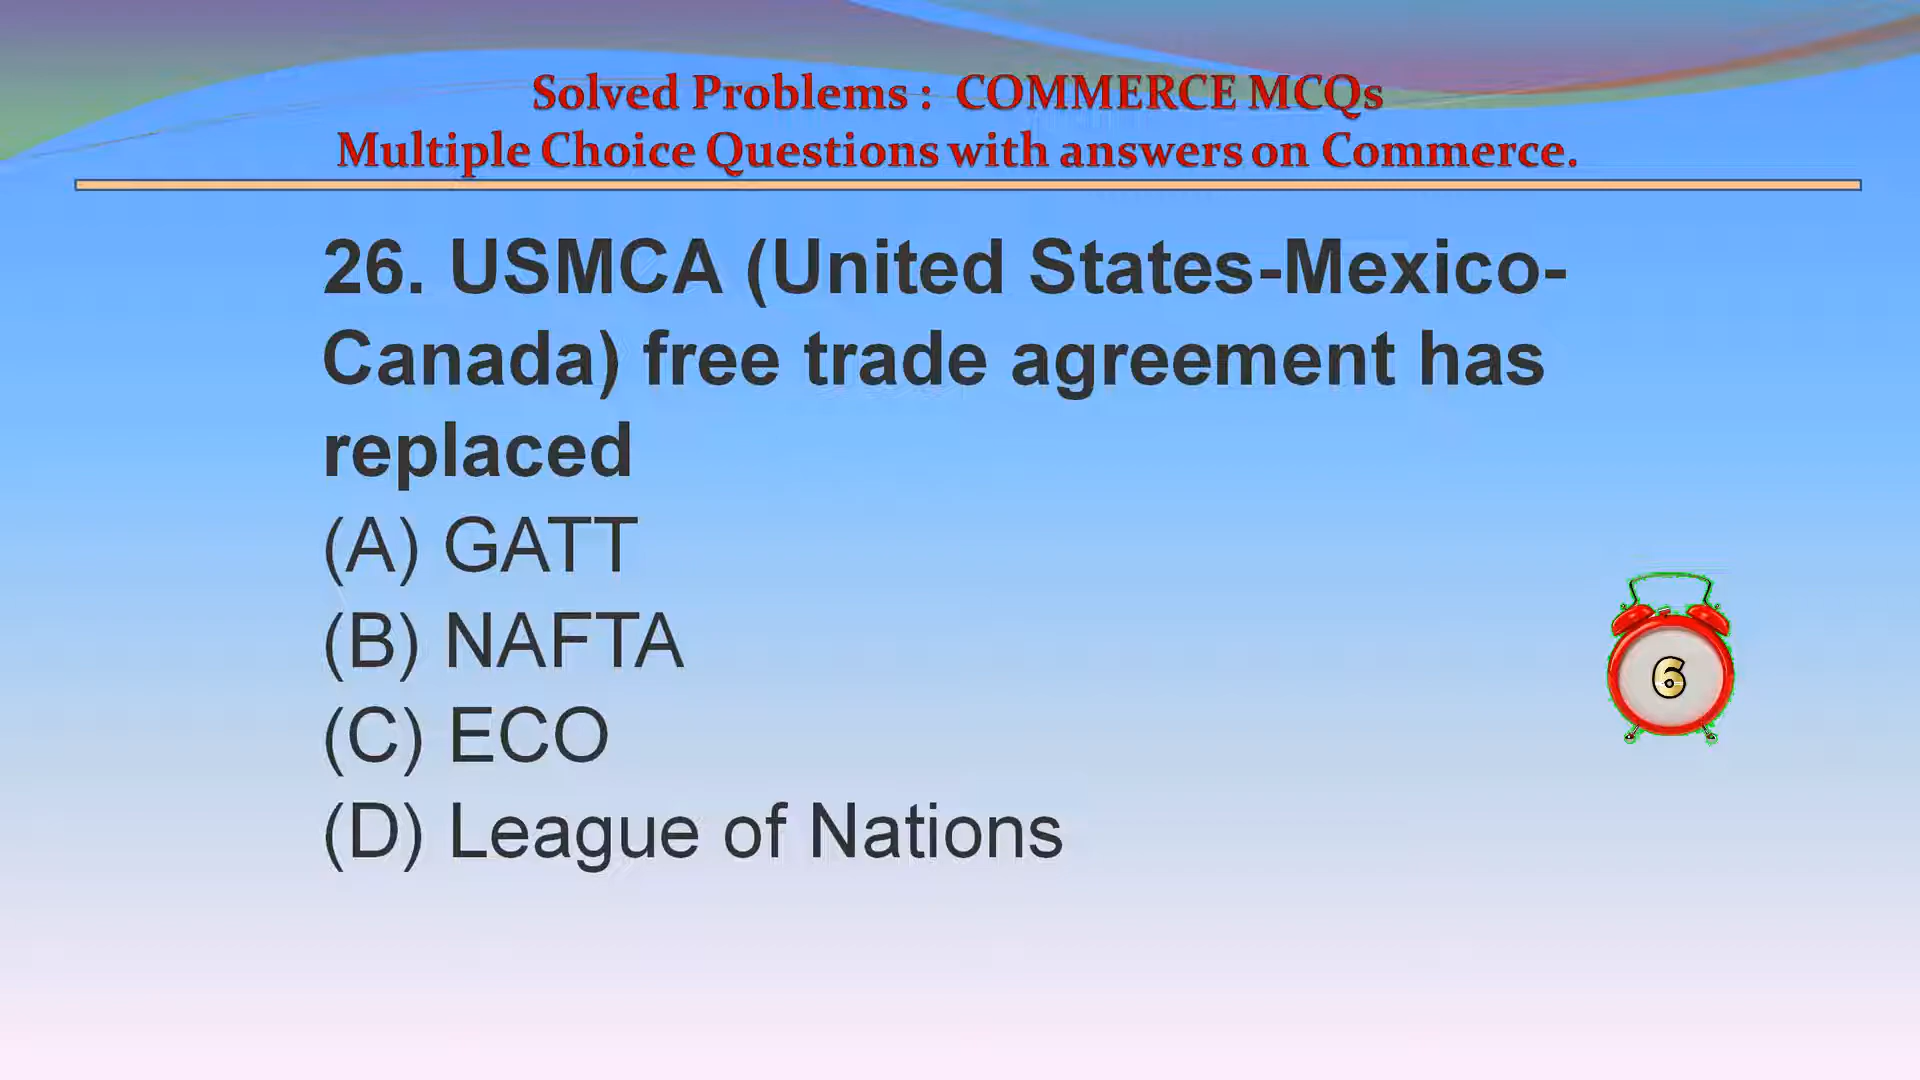 Solved Problems : COMMERCE MCQs
Multiple Choice Questions with answers on Commerce.
26. USMCA (United States-Mexico-
Canada) free trade agreement has
replaced
(A) GATT
(B) NAFTA
(C) ECO
(D) League of Nations
6